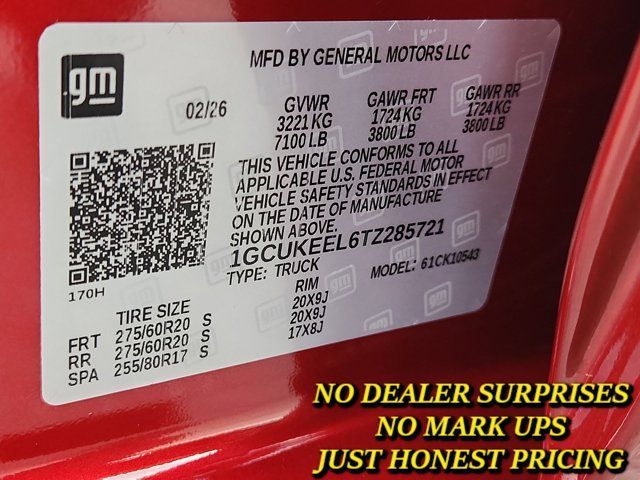 gm
MFD BY GENERAL MOTORS LLC
02/26
GVWR GAWR FRT GAWR RR
3221 KG 1724 KG 1724 KG
7100 LB 3800 LB 3800 LB
THIS VEHICLE CONFORMS TO ALL
APPLICABLE U.S. FEDERAL MOTOR
VEHICLE SAFETY STANDARDS IN EFFECT
ON THE DATE OF MANUFACTURE
SHOWN ABOVE.
1GCUKEEL6TZ285721
TYPE: TRUCK MODEL: 61CK10543
170H
TIRE SIZE RIM
FRT 275/60R20 S 20X9J
RR 275/60R20 S 20X9J
SPA 255/80R17 S 17X8J
NO DEALER SURPRISES
NO MARK UPS
JUST HONEST PRICING